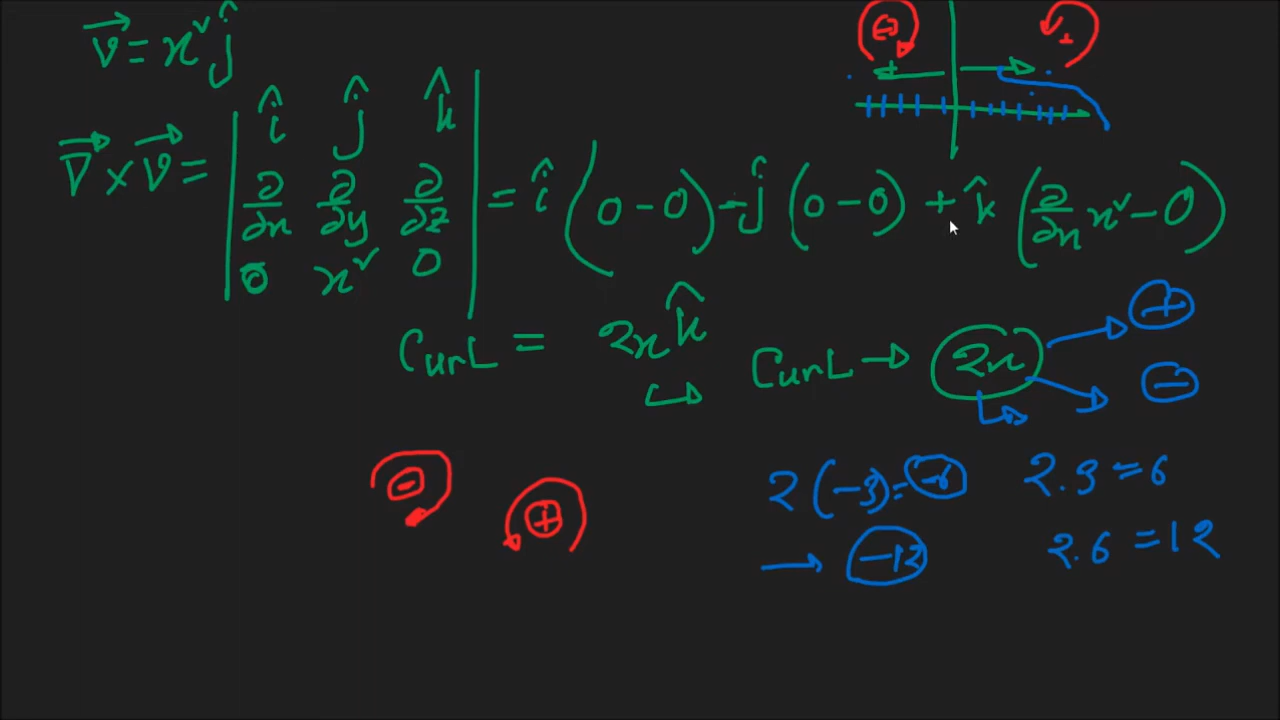 v⃗ = x² ĵ
(−) +
∇⃗ × v⃗ = | î ĵ k̂ |
| ∂/∂x ∂/∂y ∂/∂z | = î (0 − 0) − ĵ (0 − 0) + k̂ (∂/∂x x² − 0)
| 0 x² 0 |
CurL = 2x k̂
CurL → 2x
+
−
2(−3) = −6 2.3 = 6
→ −12 2.6 = 12
− +